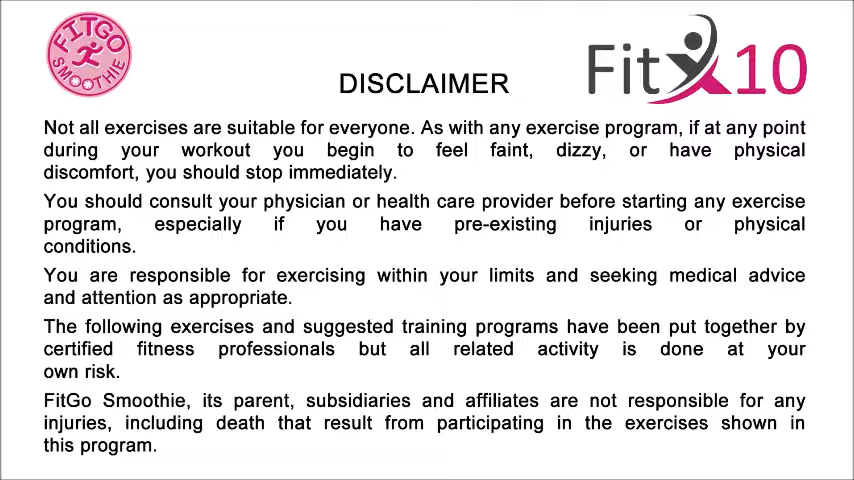 FITGO
SMOOTHIE
Fit 10
DISCLAIMER
Not all exercises are suitable for everyone. As with any exercise program, if at any point
during your workout you begin to feel faint, dizzy, or have physical
discomfort, you should stop immediately.
You should consult your physician or health care provider before starting any exercise
program, especially if you have pre-existing injuries or physical
conditions.
You are responsible for exercising within your limits and seeking medical advice
and attention as appropriate.
The following exercises and suggested training programs have been put together by
certified fitness professionals but all related activity is done at your
own risk.
FitGo Smoothie, its parent, subsidiaries and affiliates are not responsible for any
injuries, including death that result from participating in the exercises shown in
this program.